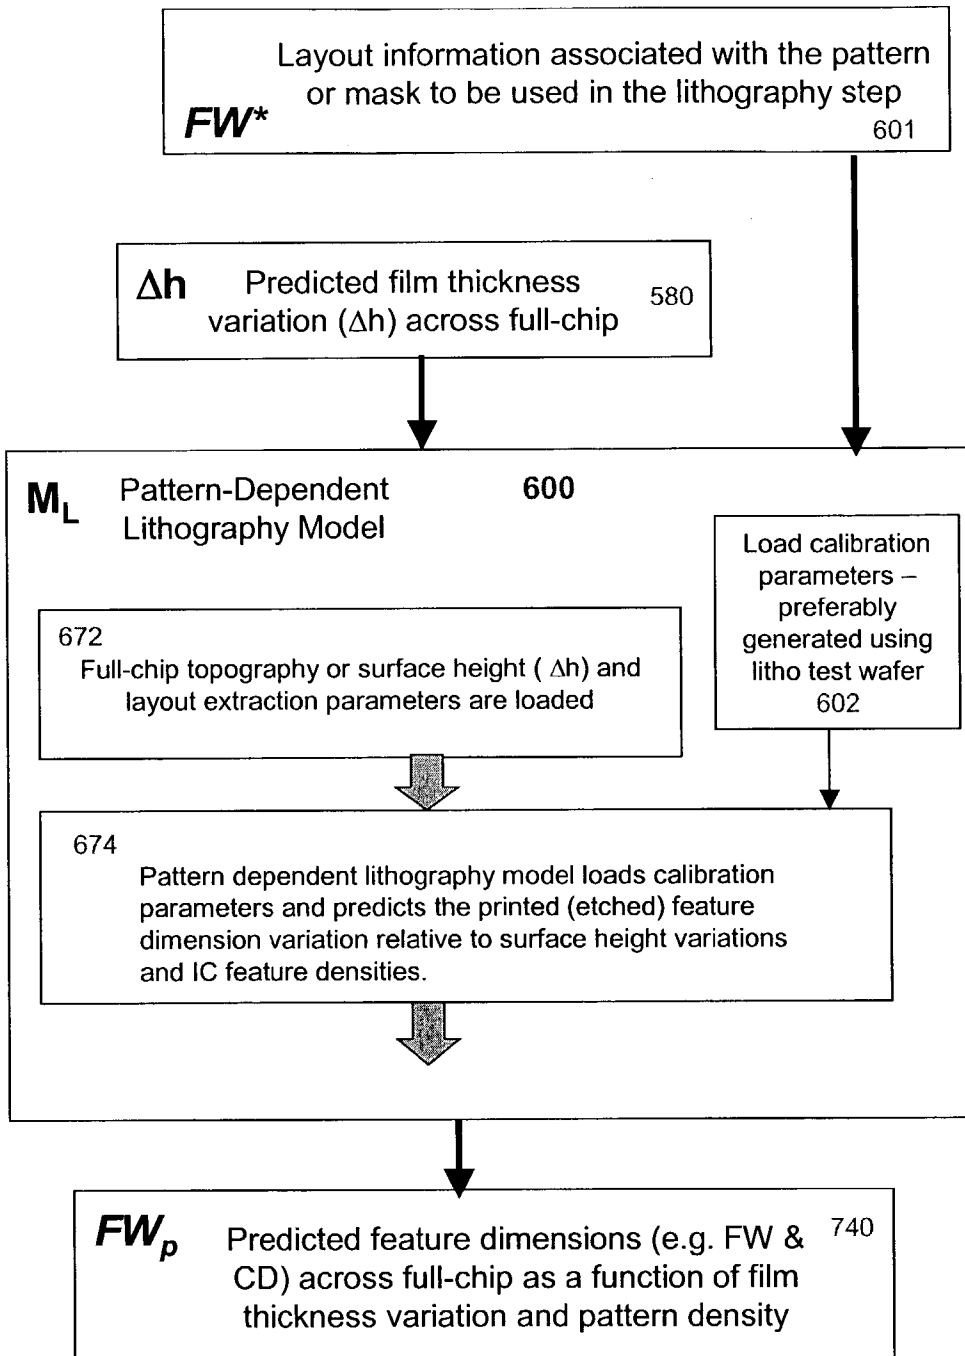 Layout information associated with the pattern
or mask to be used in the lithography step
FW*
601
Δh Predicted film thickness
variation (Δh) across full-chip
580
M_L Pattern-Dependent 600
Lithography Model
Load calibration
parameters –
preferably
generated using
litho test wafer
602
672
Full-chip topography or surface height ( Δh) and
layout extraction parameters are loaded
674
Pattern dependent lithography model loads calibration
parameters and predicts the printed (etched) feature
dimension variation relative to surface height variations
and IC feature densities.
FW_p Predicted feature dimensions (e.g. FW & 740
CD) across full-chip as a function of film
thickness variation and pattern density